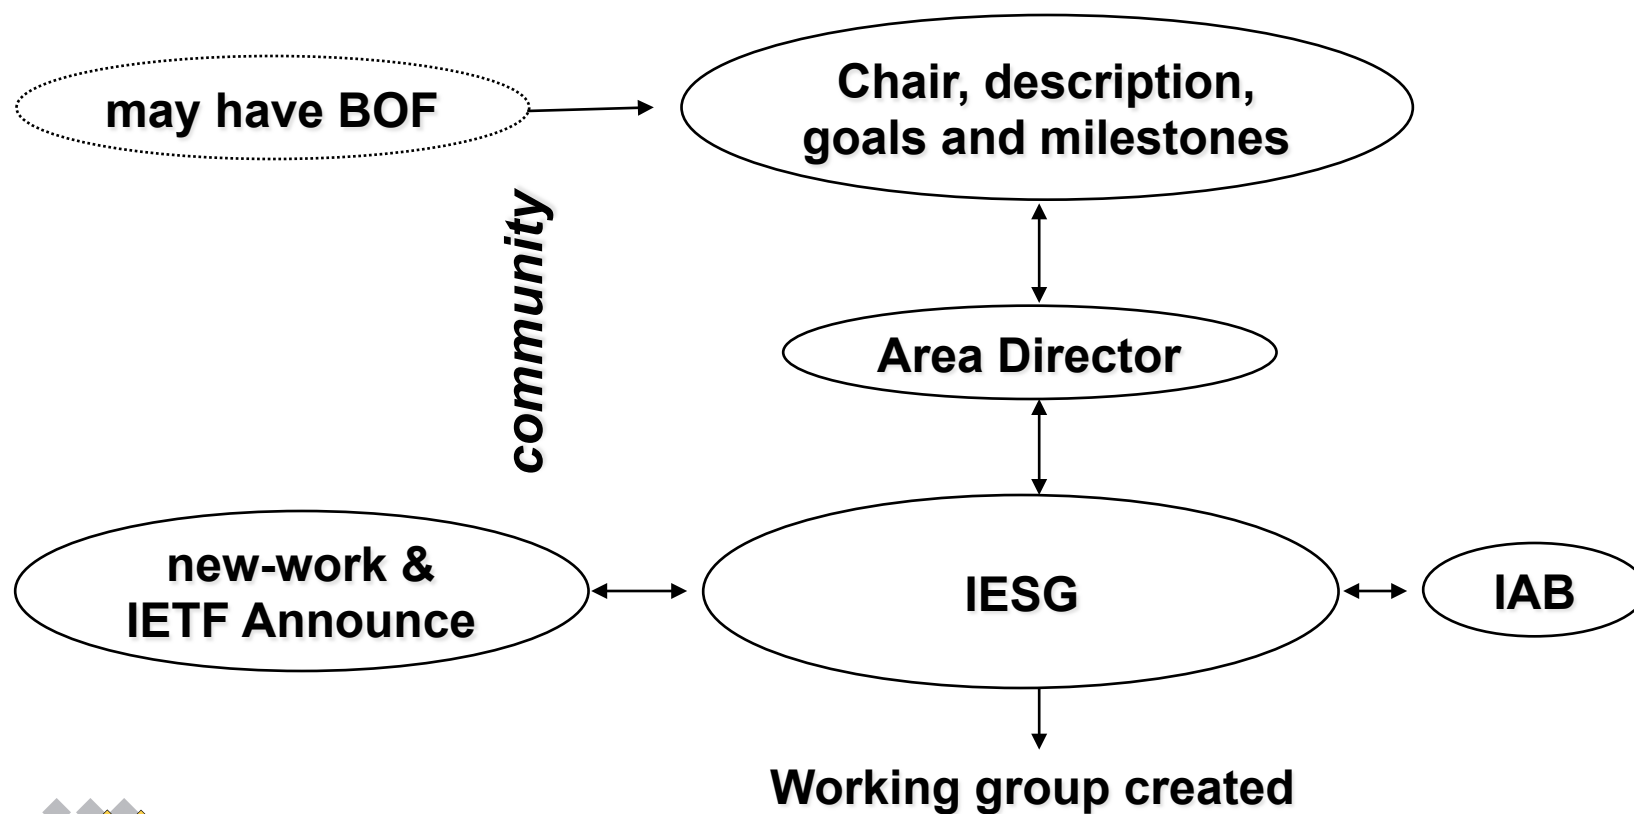 may have BOF
Chair, description,
goals and milestones
community
Area Director
new-work &
IETF Announce
IESG
IAB
Working group created